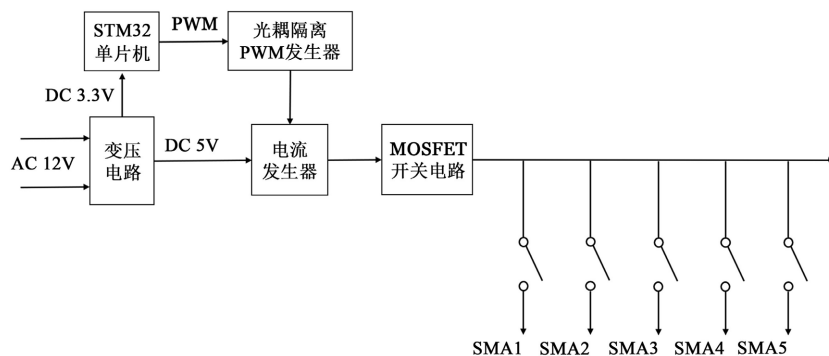 STM32
单片机
PWM
光耦隔离
PWM发生器
DC 3.3V
AC 12V
变压
电路
DC 5V
电流
发生器
MOSFET
开关电路
SMA1
SMA2
SMA3
SMA4
SMA5